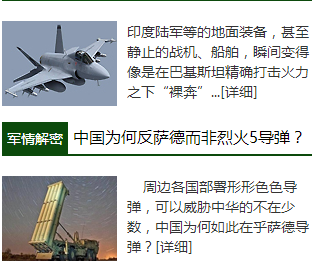 印度陆军等的地面装备，甚至
静止的战机、船舶，瞬间变得
像是在巴基斯坦精确打击火力
之下“裸奔”...[详细]
军情解密 中国为何反萨德而非烈火5导弹？
周边各国部署形形色色导
弹，可以威胁中华的不在少
数，中国为何如此在乎萨德导
弹？[详细]